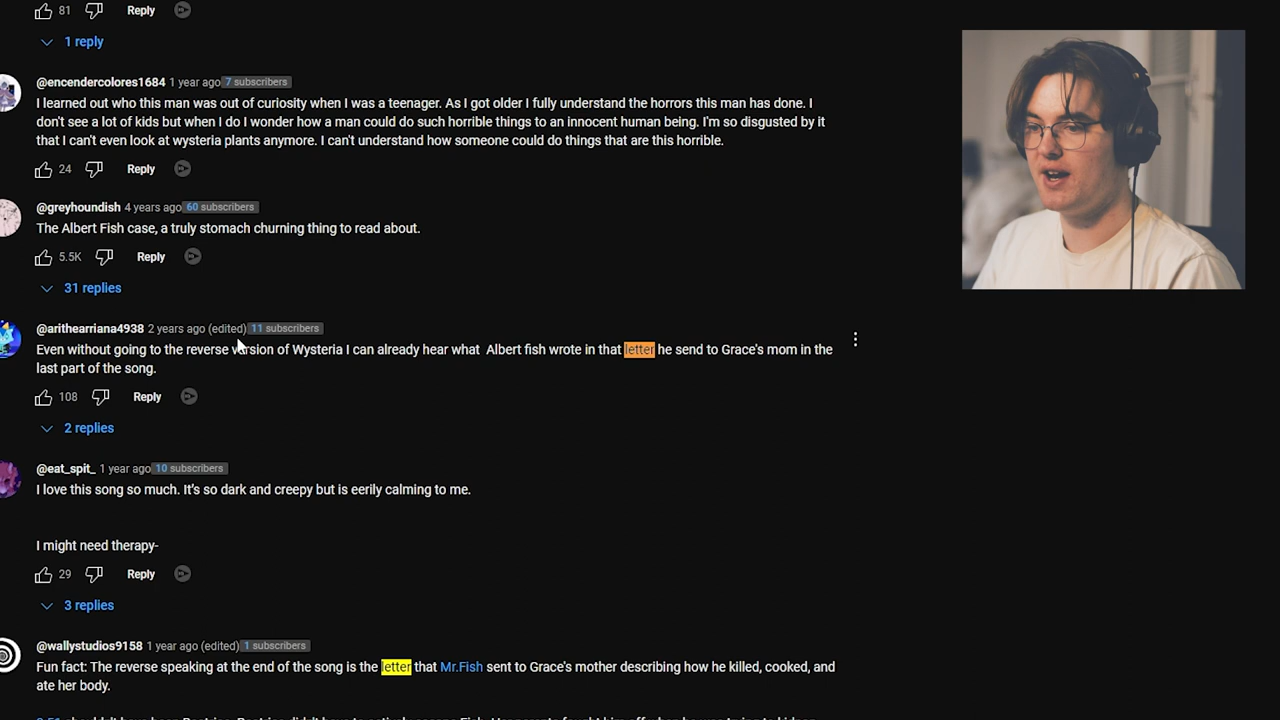 81 Reply
1 reply
@encendercolores1684 1 year ago 7 subscribers
I learned out who this man was out of curiosity when I was a teenager. As I got older I fully understand the horrors this man has done. I
don't see a lot of kids but when I do I wonder how a man could do such horrible things to an innocent human being. I'm so disgusted by it
that I can't even look at wysteria plants anymore. I can't understand how someone could do things that are this horrible.
24 Reply
@greyhoundish 4 years ago 60 subscribers
The Albert Fish case, a truly stomach churning thing to read about.
5.5K Reply
31 replies
@arithearriana4938 2 years ago (edited) 11 subscribers
Even without going to the reverse version of Wysteria I can already hear what Albert fish wrote in that letter he send to Grace's mom in the
last part of the song.
108 Reply
2 replies
@eat_spit_ 1 year ago 10 subscribers
I love this song so much. It's so dark and creepy but is eerily calming to me.
I might need therapy-
29 Reply
3 replies
@wallystudios9158 1 year ago (edited) 1 subscribers
Fun fact: The reverse speaking at the end of the song is the letter that Mr.Fish sent to Grace's mother describing how he killed, cooked, and
ate her body.